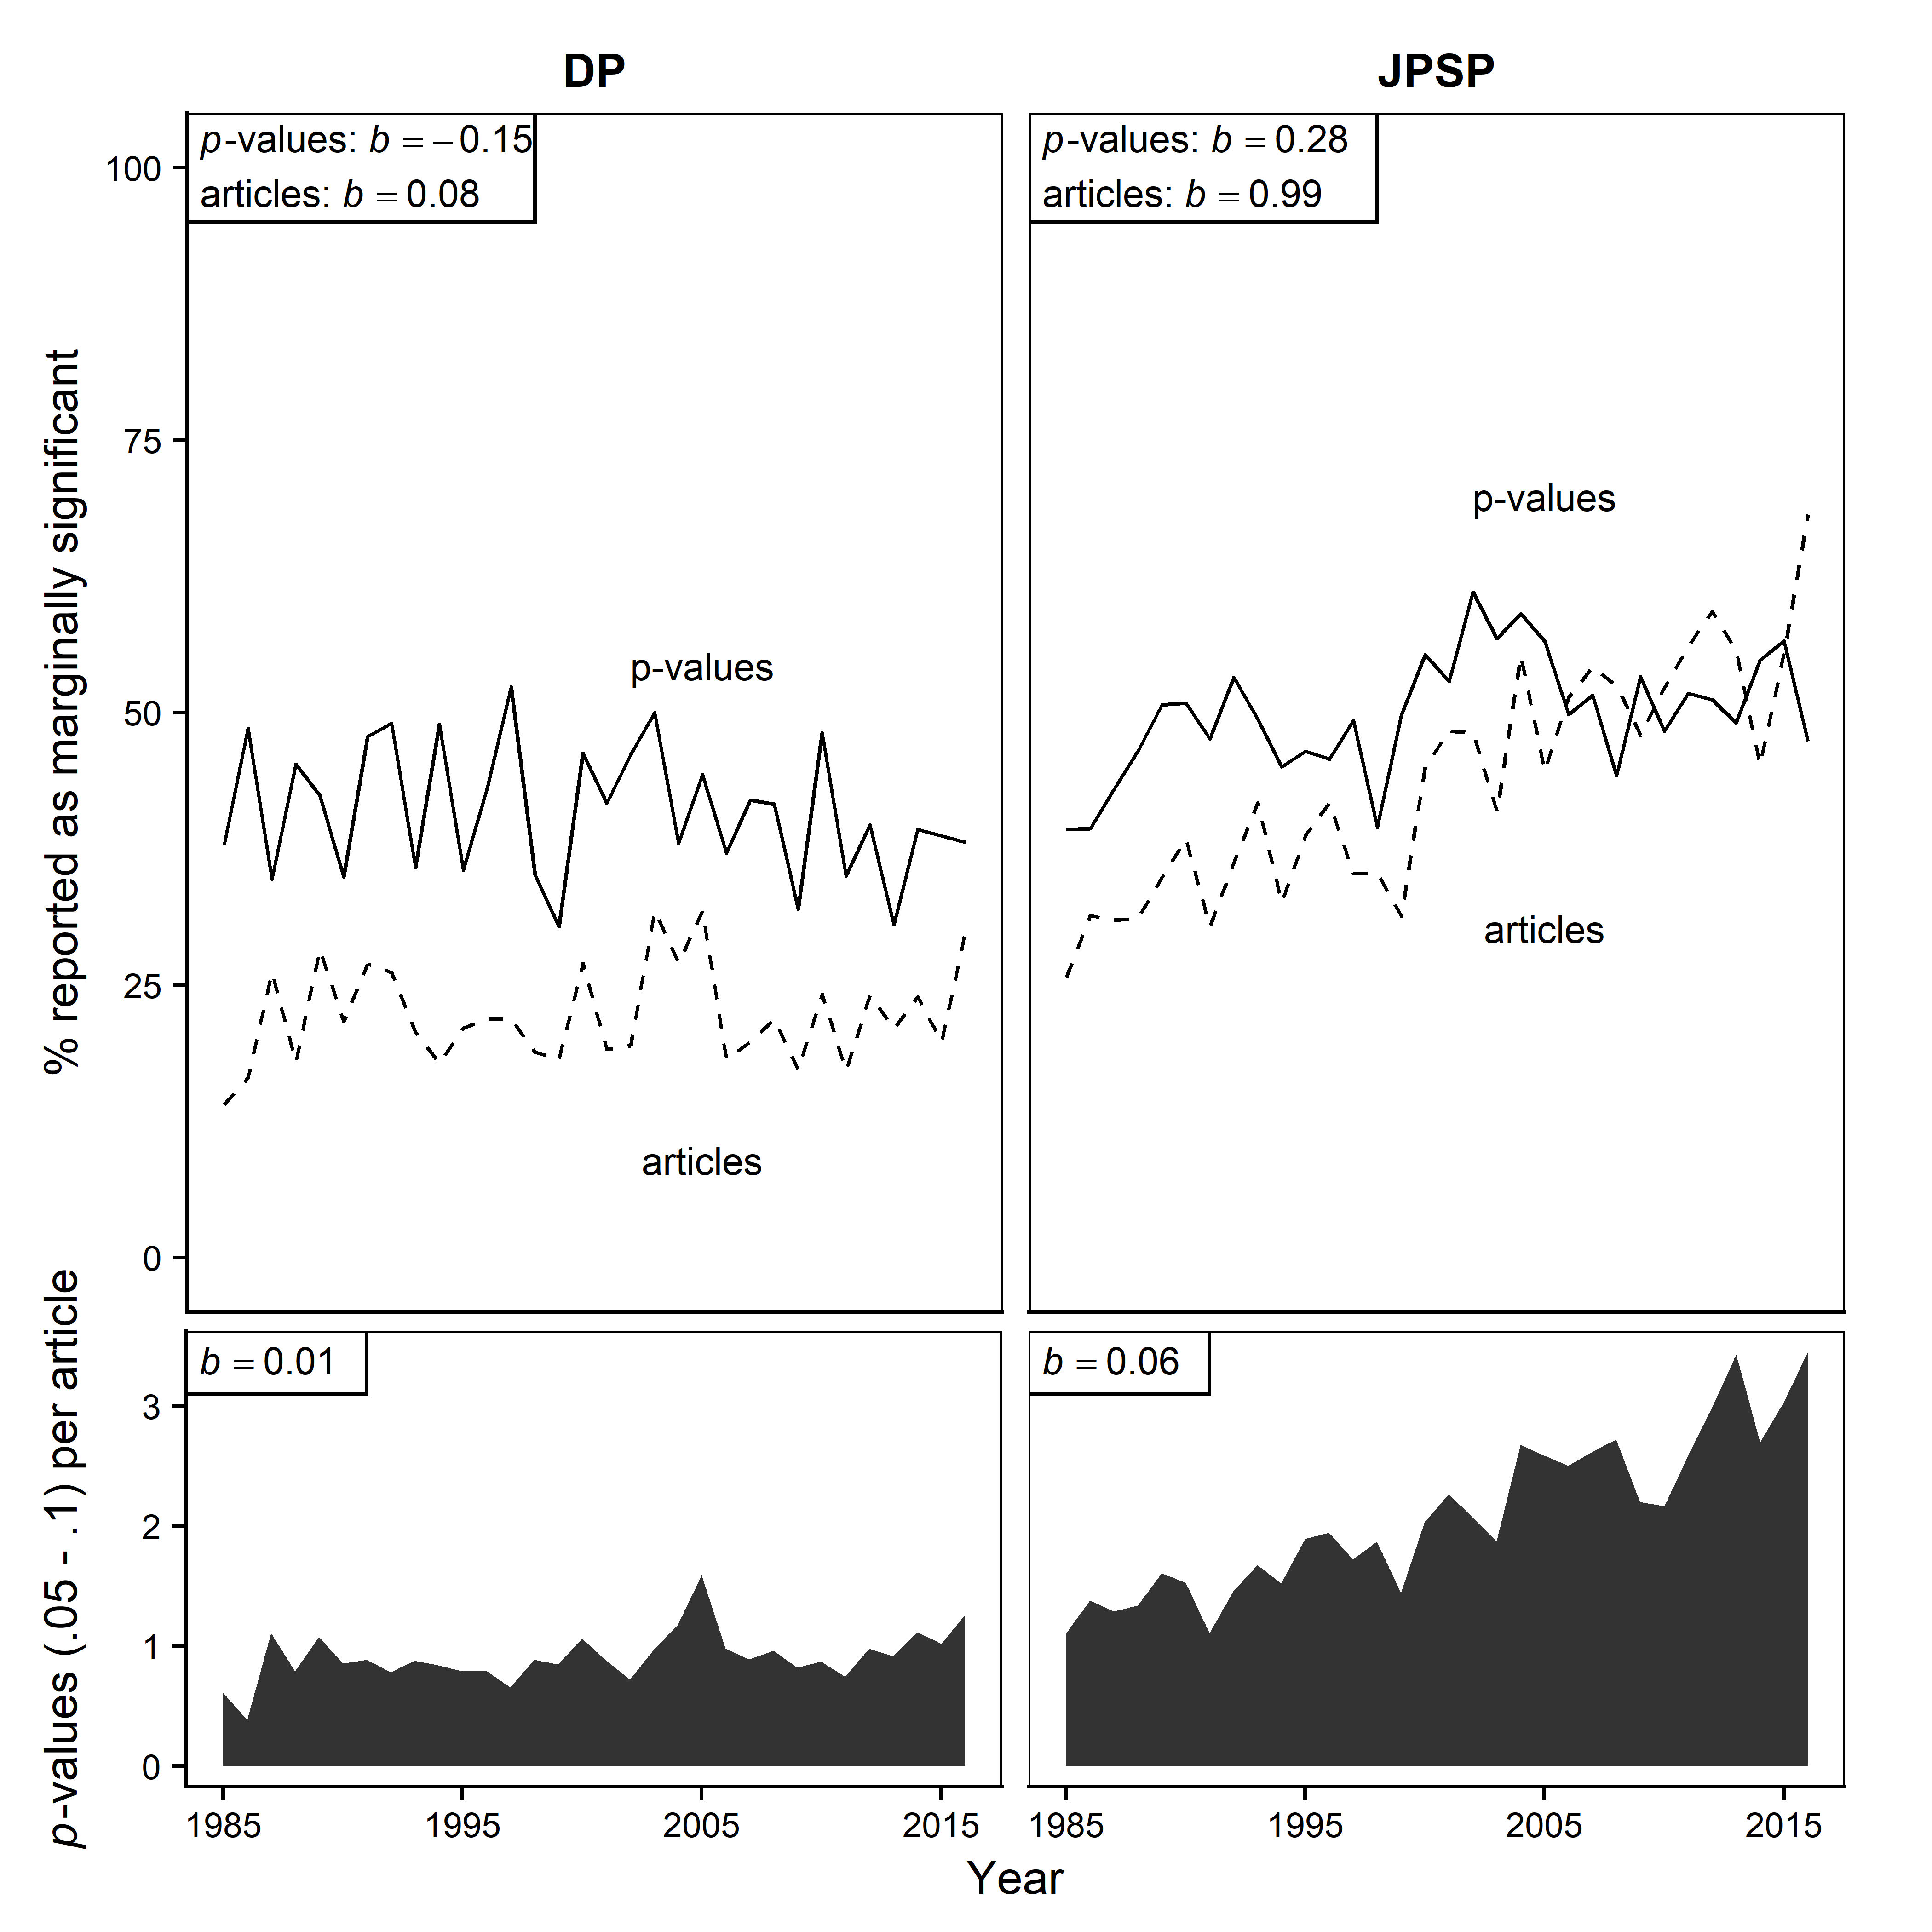 DP
JPSP
p-values: b = −0.15
articles: b = 0.08
p-values: b = 0.28
articles: b = 0.99
% reported as marginally significant
100
75
50
25
0
p-values
articles
p-values
articles
b = 0.01
b = 0.06
p-values (.05 - .1) per article
3
2
1
0
1985 1995 2005 2015
1985 1995 2005 2015
Year